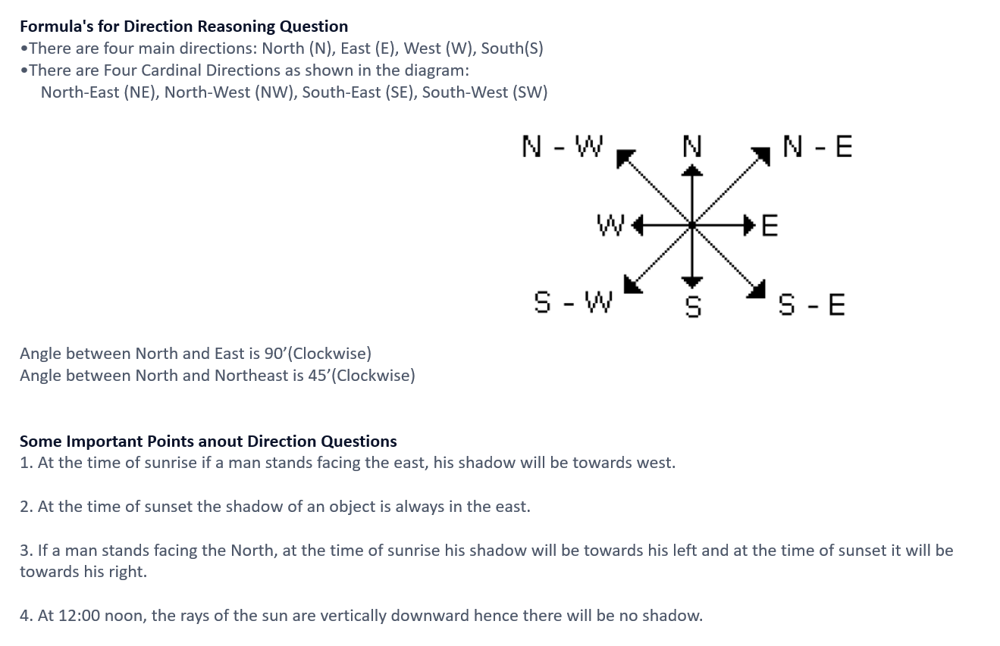 Formula's for Direction Reasoning Question
•There are four main directions: North (N), East (E), West (W), South(S)
•There are Four Cardinal Directions as shown in the diagram:
North-East (NE), North-West (NW), South-East (SE), South-West (SW)
N - W N N - E
W E
S - W S S - E
Angle between North and East is 90’(Clockwise)
Angle between North and Northeast is 45’(Clockwise)
Some Important Points anout Direction Questions
1. At the time of sunrise if a man stands facing the east, his shadow will be towards west.
2. At the time of sunset the shadow of an object is always in the east.
3. If a man stands facing the North, at the time of sunrise his shadow will be towards his left and at the time of sunset it will be
towards his right.
4. At 12:00 noon, the rays of the sun are vertically downward hence there will be no shadow.